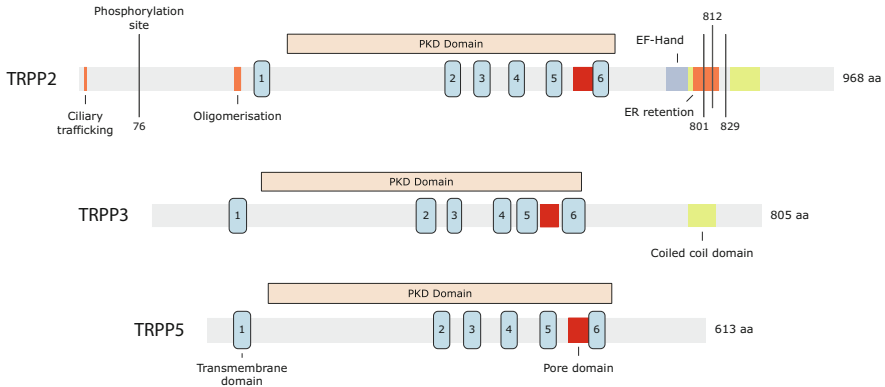 Phosphorylation
site
812
PKD Domain
EF-Hand
TRPP2
1
2
3
4
5
6
968 aa
Ciliary
trafficking
76
Oligomerisation
ER retention
801
829
PKD Domain
TRPP3
1
2
3
4
5
6
805 aa
Coiled coil domain
PKD Domain
TRPP5
1
2
3
4
5
6
613 aa
Transmembrane
domain
Pore domain